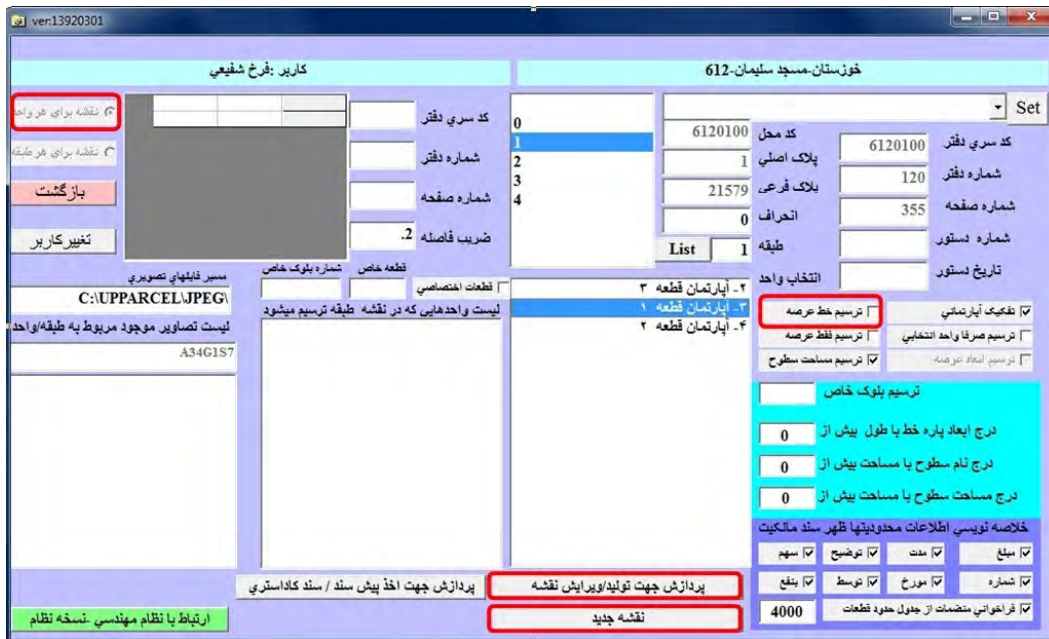 ver:13920301
خوزستان-مسجد سلیمان-612
کاربر :فرخ شفیعي
Set
کد سري دفتر
6120100
شماره دفتر
120
شماره صفحه
355
شماره دستور
تاریخ دستور
کد محل
6120100
پلاک اصلي
1
پلاک فرعي
21579
انحراف
0
طبقه
1
List
انتخاب واحد
0
1
2
3
4
کد سري دفتر
شماره دفتر
شماره صفحه
ضریب فاصله
.2
نقشه برای هر واحد
نقشه برای هر طبقه
بازگشت
تغییرکاربر
تفکیک آپارتماني
ترسیم خط عرصه
ترسیم صرفا واحد انتخابي
ترسیم فقط عرصه
ترسیم ابعاد عرصه
ترسیم مساحت سطوح
۲- آپارتمان قطعه ۳
۳- آپارتمان قطعه ۱
۴- آپارتمان قطعه ۲
قطعه خاص
شماره بلوک خاص
قطعات اختصاصي
لیست واحدهایي که در نقشه طبقه ترسیم میشود
مسیر فایلهاي تصویري
C:\UPPARCEL\JPEG\
لیست تصاویر موجود مربوط به طبقه/واحد
A34G1S7
ترسیم بلوک خاص
درج ابعاد پاره خط با طول بیش از
0
درج نام سطوح با مساحت بیش از
0
درج مساحت سطوح با مساحت بیش از
0
خلاصه نویسي اطلاعات محدودیتها ظهر سند مالکیت
مبلغ
مدت
توضیح
سهم
شماره
مورخ
توسط
بنفع
فراخواني منضمات از جدول حدود قطعات
4000
پردازش جهت تولید/ویرایش نقشه
پردازش جهت اخذ پیش سند / سند کاداستري
نقشه جدید
ارتباط با نظام مهندسي -نسخه نظام